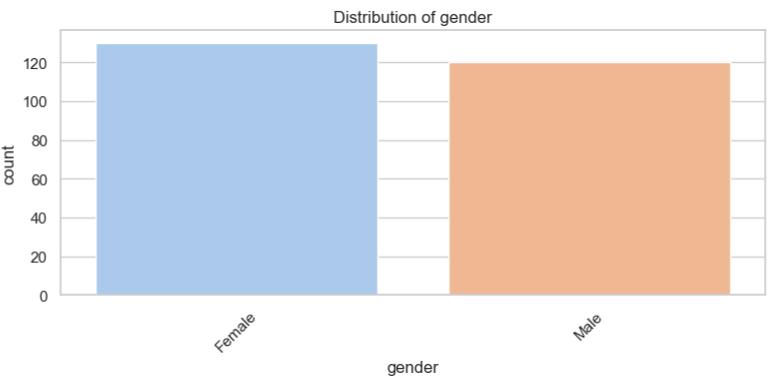 Distribution of gender
count
120
100
80
60
40
20
0
Female
Male
gender